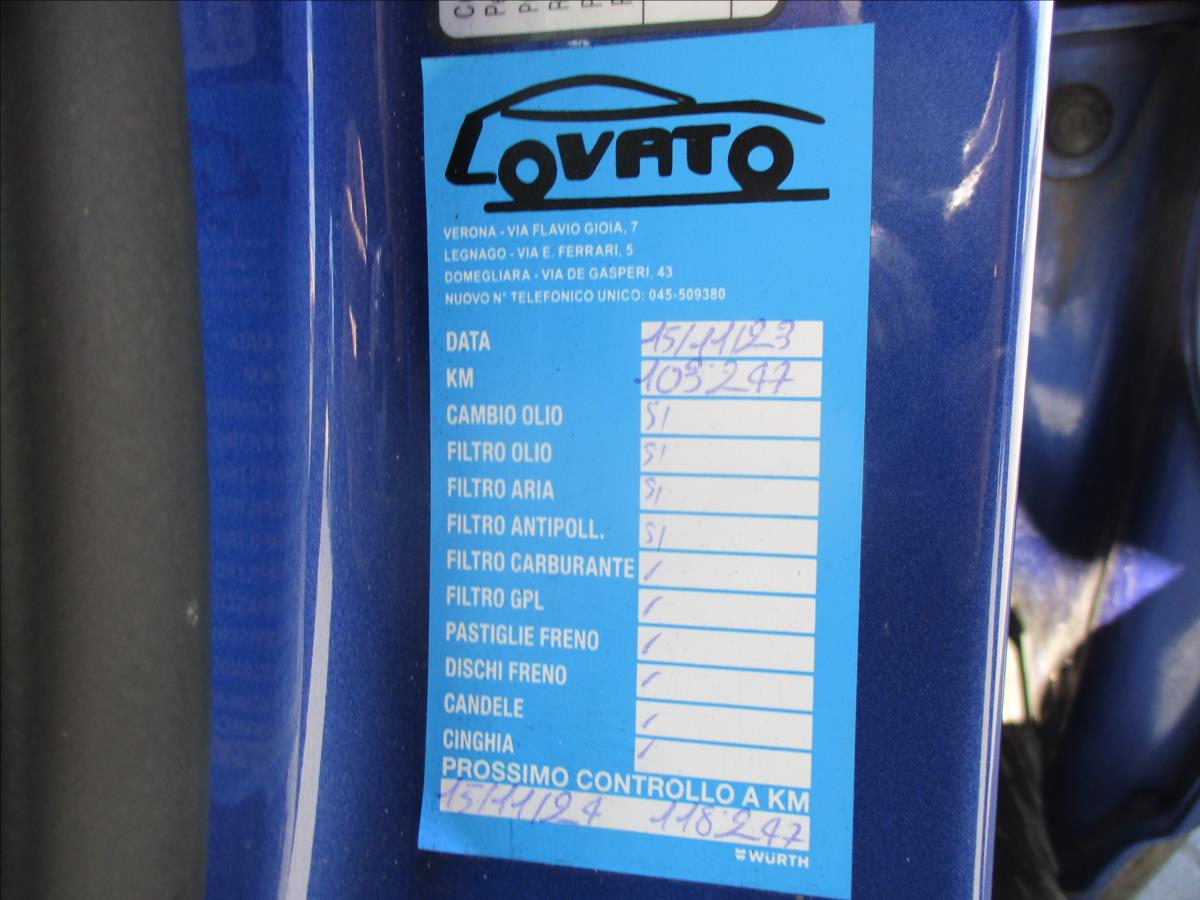 LOVATO
VERONA - VIA FLAVIO GIOIA, 7
LEGNAGO - VIA E. FERRARI, 5
DOMEGLIARA - VIA DE GASPERI, 43
NUOVO N° TELEFONICO UNICO: 045-509380
DATA 15/11/23
KM 103247
CAMBIO OLIO SI
FILTRO OLIO SI
FILTRO ARIA SI
FILTRO ANTIPOLL. SI
FILTRO CARBURANTE /
FILTRO GPL /
PASTIGLIE FRENO /
DISCHI FRENO /
CANDELE /
CINGHIA /
PROSSIMO CONTROLLO A KM
15/11/24 118247
WÜRTH